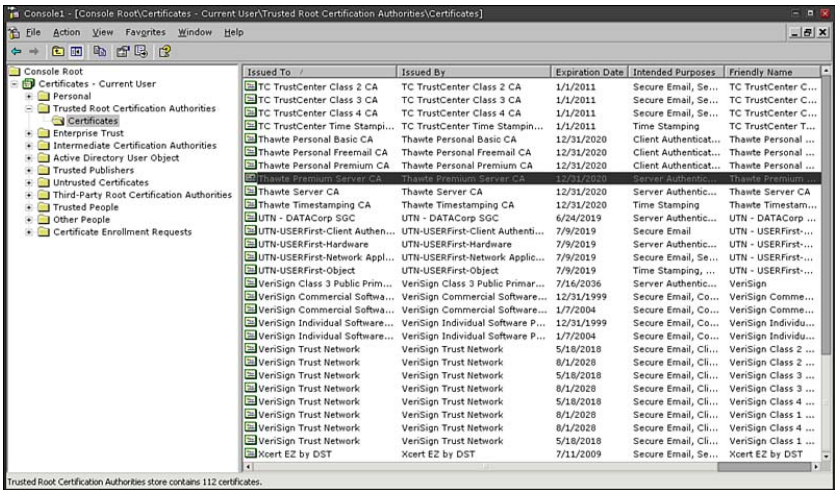 Console1 - [Console Root\Certificates - Current User\Trusted Root Certification Authorities\Certificates]
File Action View Favorites Window Help
Console Root
Certificates - Current User
Personal
Trusted Root Certification Authorities
Certificates
Enterprise Trust
Intermediate Certification Authorities
Active Directory User Object
Trusted Publishers
Untrusted Certificates
Third-Party Root Certification Authorities
Trusted People
Other People
Certificate Enrollment Requests
Issued To / Issued By Expiration Date Intended Purposes Friendly Name
TC TrustCenter Class 2 CA TC TrustCenter Class 2 CA 1/1/2011 Secure Email, Se... TC TrustCenter C...
TC TrustCenter Class 3 CA TC TrustCenter Class 3 CA 1/1/2011 Secure Email, Se... TC TrustCenter C...
TC TrustCenter Class 4 CA TC TrustCenter Class 4 CA 1/1/2011 Secure Email, Se... TC TrustCenter C...
TC TrustCenter Time Stampi... TC TrustCenter Time Stampin... 1/1/2011 Time Stamping TC TrustCenter T...
Thawte Personal Basic CA Thawte Personal Basic CA 12/31/2020 Client Authenticat... Thawte Personal ...
Thawte Personal Freemail CA Thawte Personal Freemail CA 12/31/2020 Client Authenticat... Thawte Personal ...
Thawte Personal Premium CA Thawte Personal Premium CA 12/31/2020 Client Authenticat... Thawte Personal ...
Thawte Premium Server CA Thawte Premium Server CA 12/31/2020 Server Authentic... Thawte Premium ...
Thawte Server CA Thawte Server CA 12/31/2020 Server Authentic... Thawte Server CA
Thawte Timestamping CA Thawte Timestamping CA 12/31/2020 Time Stamping Thawte Timestam...
UTN - DATACorp SGC UTN - DATACorp SGC 6/24/2019 Server Authentic... UTN - DATACorp ...
UTN-USERFirst-Client Authen... UTN-USERFirst-Client Authenti... 7/9/2019 Secure Email UTN - USERFirst-...
UTN-USERFirst-Hardware UTN-USERFirst-Hardware 7/9/2019 Server Authentic... UTN - USERFirst-...
UTN-USERFirst-Network Appl... UTN-USERFirst-Network Applic... 7/9/2019 Secure Email, Se... UTN - USERFirst-...
UTN-USERFirst-Object UTN-USERFirst-Object 7/9/2019 Time Stamping, ... UTN - USERFirst-...
VeriSign Class 3 Public Prim... VeriSign Class 3 Public Primar... 7/16/2036 Server Authentic... VeriSign
VeriSign Commercial Softwa... VeriSign Commercial Software... 12/31/1999 Secure Email, Co... VeriSign Comme...
VeriSign Commercial Softwa... VeriSign Commercial Software... 1/7/2004 Secure Email, Co... VeriSign Comme...
VeriSign Individual Software... VeriSign Individual Software P... 12/31/1999 Secure Email, Co... VeriSign Individu...
VeriSign Individual Software... VeriSign Individual Software P... 1/7/2004 Secure Email, Co... VeriSign Individu...
VeriSign Trust Network VeriSign Trust Network 5/18/2018 Secure Email, Cli... VeriSign Class 2 ...
VeriSign Trust Network VeriSign Trust Network 8/1/2028 Secure Email, Cli... VeriSign Class 2 ...
VeriSign Trust Network VeriSign Trust Network 5/18/2018 Secure Email, Cli... VeriSign Class 3 ...
VeriSign Trust Network VeriSign Trust Network 8/1/2028 Secure Email, Cli... VeriSign Class 3 ...
VeriSign Trust Network VeriSign Trust Network 5/18/2018 Secure Email, Cli... VeriSign Class 4 ...
VeriSign Trust Network VeriSign Trust Network 8/1/2028 Secure Email, Cli... VeriSign Class 1 ...
VeriSign Trust Network VeriSign Trust Network 8/1/2028 Secure Email, Cli... VeriSign Class 4 ...
VeriSign Trust Network VeriSign Trust Network 5/18/2018 Secure Email, Cli... VeriSign Class 1 ...
Xcert EZ by DST Xcert EZ by DST 7/11/2009 Secure Email, Se... Xcert EZ by DST
Trusted Root Certification Authorities store contains 112 certificates.